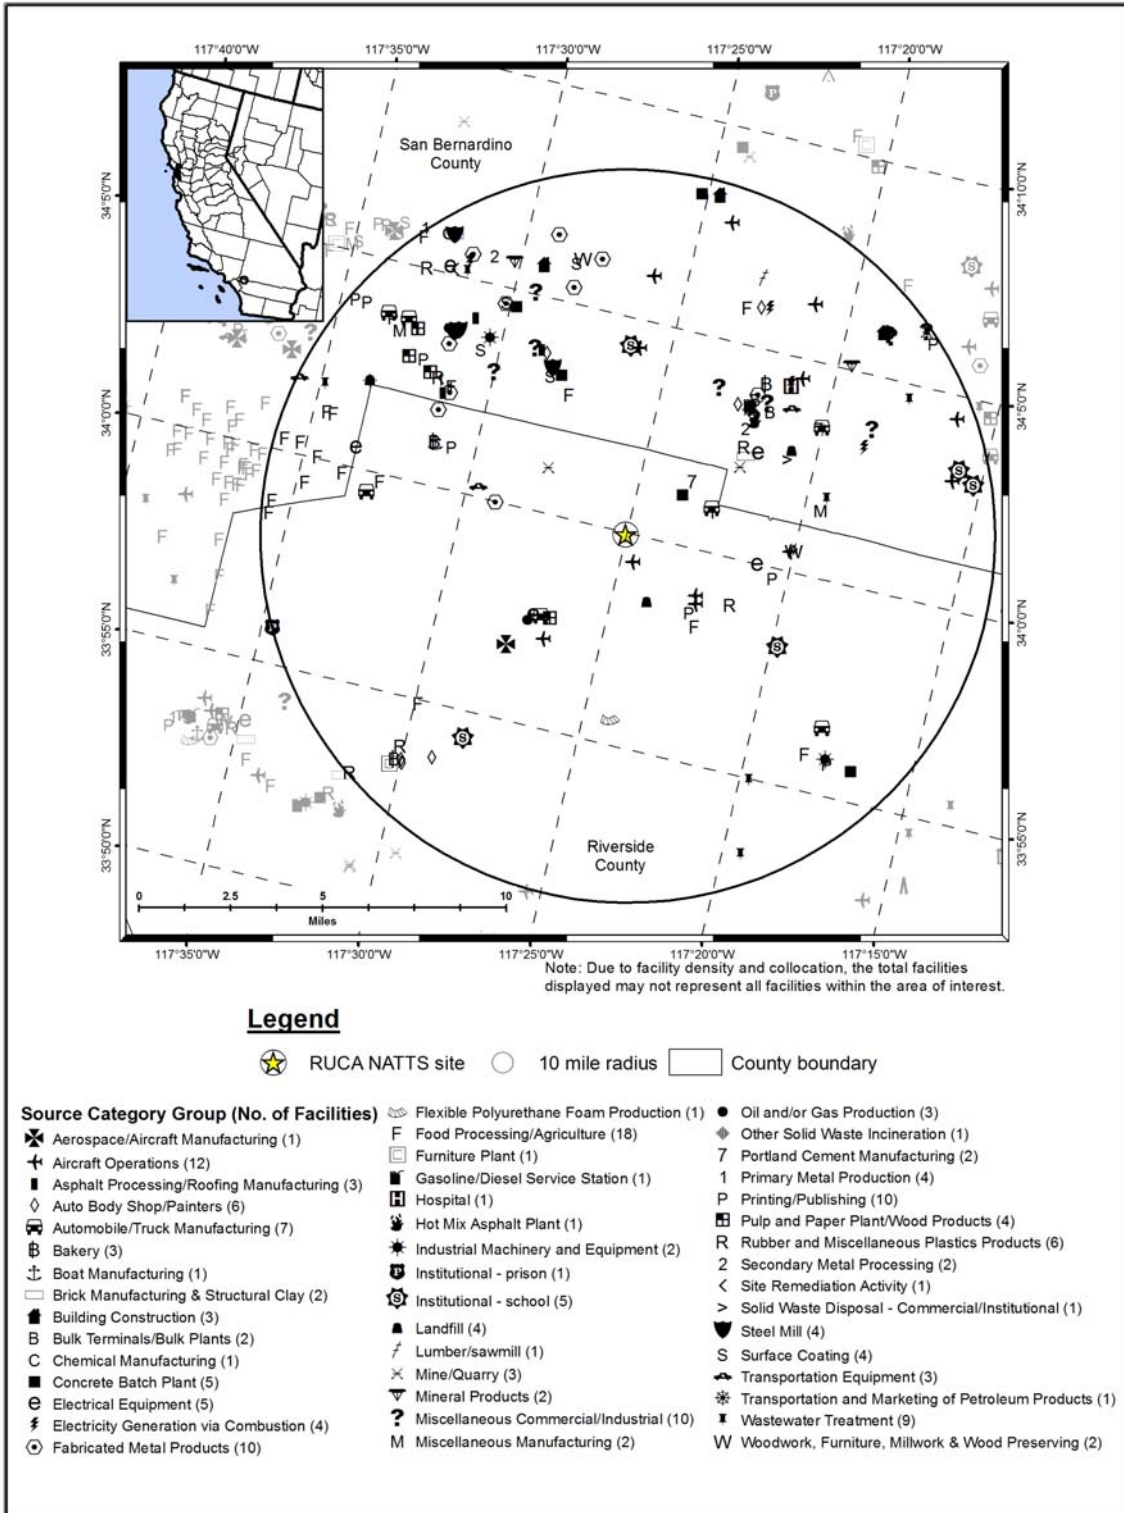 117°40'0"W 117°35'0"W 117°30'0"W 117°25'0"W 117°20'0"W
San Bernardino
County
34°5'0"N
34°10'0"N
34°0'0"N
34°5'0"N
33°55'0"N
34°0'0"N
33°50'0"N
33°55'0"N
Riverside
County
0 2.5 5 10
Miles
117°35'0"W 117°30'0"W 117°25'0"W 117°20'0"W 117°15'0"W
Note: Due to facility density and collocation, the total facilities
displayed may not represent all facilities within the area of interest.
Legend
RUCA NATTS site
10 mile radius
County boundary
Source Category Group (No. of Facilities)
Aerospace/Aircraft Manufacturing (1)
Aircraft Operations (12)
Asphalt Processing/Roofing Manufacturing (3)
Auto Body Shop/Painters (6)
Automobile/Truck Manufacturing (7)
Bakery (3)
Boat Manufacturing (1)
Brick Manufacturing & Structural Clay (2)
Building Construction (3)
B Bulk Terminals/Bulk Plants (2)
C Chemical Manufacturing (1)
Concrete Batch Plant (5)
e Electrical Equipment (5)
Electricity Generation via Combustion (4)
Fabricated Metal Products (10)
Flexible Polyurethane Foam Production (1)
F Food Processing/Agriculture (18)
Furniture Plant (1)
Gasoline/Diesel Service Station (1)
H Hospital (1)
Hot Mix Asphalt Plant (1)
Industrial Machinery and Equipment (2)
P Institutional - prison (1)
S Institutional - school (5)
Landfill (4)
Lumber/sawmill (1)
Mine/Quarry (3)
Mineral Products (2)
? Miscellaneous Commercial/Industrial (10)
M Miscellaneous Manufacturing (2)
Oil and/or Gas Production (3)
Other Solid Waste Incineration (1)
7 Portland Cement Manufacturing (2)
1 Primary Metal Production (4)
P Printing/Publishing (10)
Pulp and Paper Plant/Wood Products (4)
R Rubber and Miscellaneous Plastics Products (6)
2 Secondary Metal Processing (2)
< Site Remediation Activity (1)
> Solid Waste Disposal - Commercial/Institutional (1)
Steel Mill (4)
S Surface Coating (4)
Transportation Equipment (3)
Transportation and Marketing of Petroleum Products (1)
Wastewater Treatment (9)
W Woodwork, Furniture, Millwork & Wood Preserving (2)